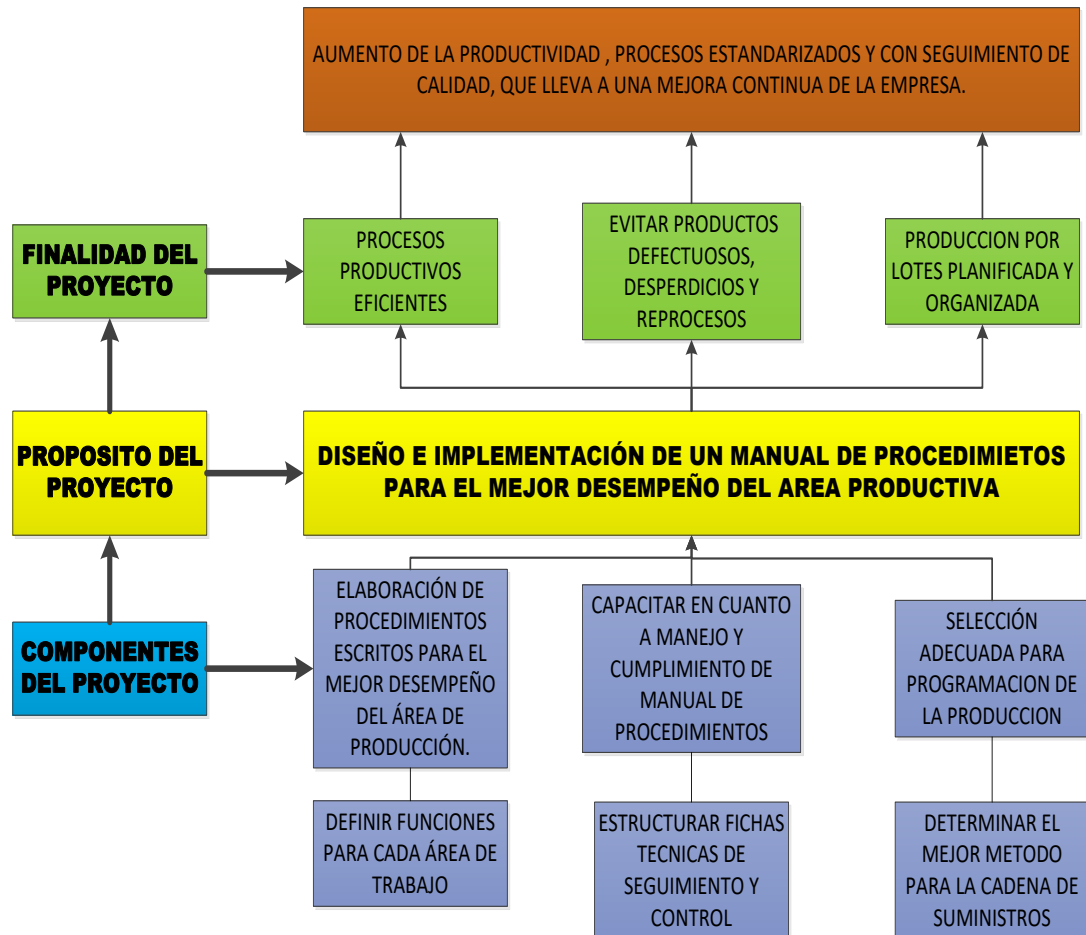 AUMENTO DE LA PRODUCTIVIDAD , PROCESOS ESTANDARIZADOS Y CON SEGUIMIENTO DE
CALIDAD, QUE LLEVA A UNA MEJORA CONTINUA DE LA EMPRESA.
FINALIDAD DEL
PROYECTO
PROCESOS
PRODUCTIVOS
EFICIENTES
EVITAR PRODUCTOS
DEFECTUOSOS,
DESPERDICIOS Y
REPROCESOS
PRODUCCION POR
LOTES PLANIFICADA Y
ORGANIZADA
PROPOSITO DEL
PROYECTO
DISEÑO E IMPLEMENTACIÓN DE UN MANUAL DE PROCEDIMIETOS
PARA EL MEJOR DESEMPEÑO DEL AREA PRODUCTIVA
COMPONENTES
DEL PROYECTO
ELABORACIÓN DE
PROCEDIMIENTOS
ESCRITOS PARA EL
MEJOR DESEMPEÑO
DEL ÁREA DE
PRODUCCIÓN.
CAPACITAR EN CUANTO
A MANEJO Y
CUMPLIMIENTO DE
MANUAL DE
PROCEDIMIENTOS
SELECCIÓN
ADECUADA PARA
PROGRAMACION DE
LA PRODUCCION
DEFINIR FUNCIONES
PARA CADA ÁREA DE
TRABAJO
ESTRUCTURAR FICHAS
TECNICAS DE
SEGUIMIENTO Y
CONTROL
DETERMINAR EL
MEJOR METODO
PARA LA CADENA DE
SUMINISTROS